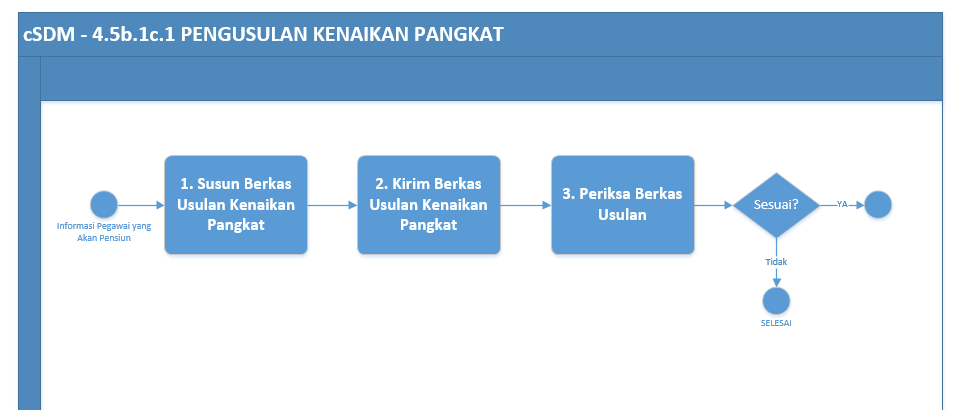 cSDM - 4.5b.1c.1 PENGUSULAN KENAIKAN PANGKAT
Informasi Pegawai yang
Akan Pensiun
1. Susun Berkas
Usulan Kenaikan
Pangkat
2. Kirim Berkas
Usulan Kenaikan
Pangkat
3. Periksa Berkas
Usulan
Sesuai?
YA
Tidak
SELESAI